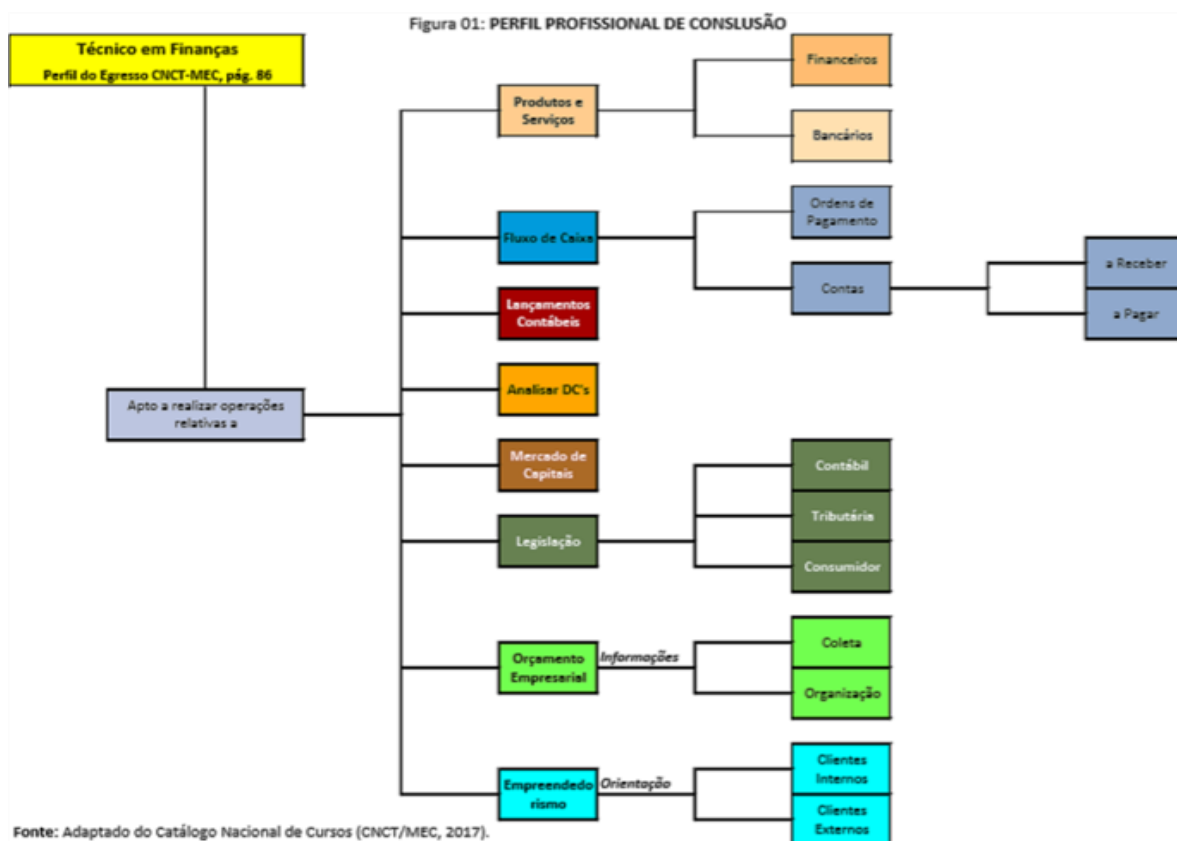 Figura 01: PERFIL PROFISSIONAL DE CONSLUSÃO
Técnico em Finanças
Perfil do Egresso CNCT-MEC, pág. 86
Apto a realizar operações
relativas a
Produtos e
Serviços
Financeiros
Bancários
Fluxo de Caixa
Ordens de
Pagamento
Contas
a Receber
a Pagar
Lançamentos
Contábeis
Analisar DC's
Mercado de
Capitais
Legislação
Contábil
Tributária
Consumidor
Orçamento
Empresarial
Informações
Coleta
Organização
Empreendedo
rismo
Orientação
Clientes
Internos
Clientes
Externos
Fonte: Adaptado do Catálogo Nacional de Cursos (CNCT/MEC, 2017).